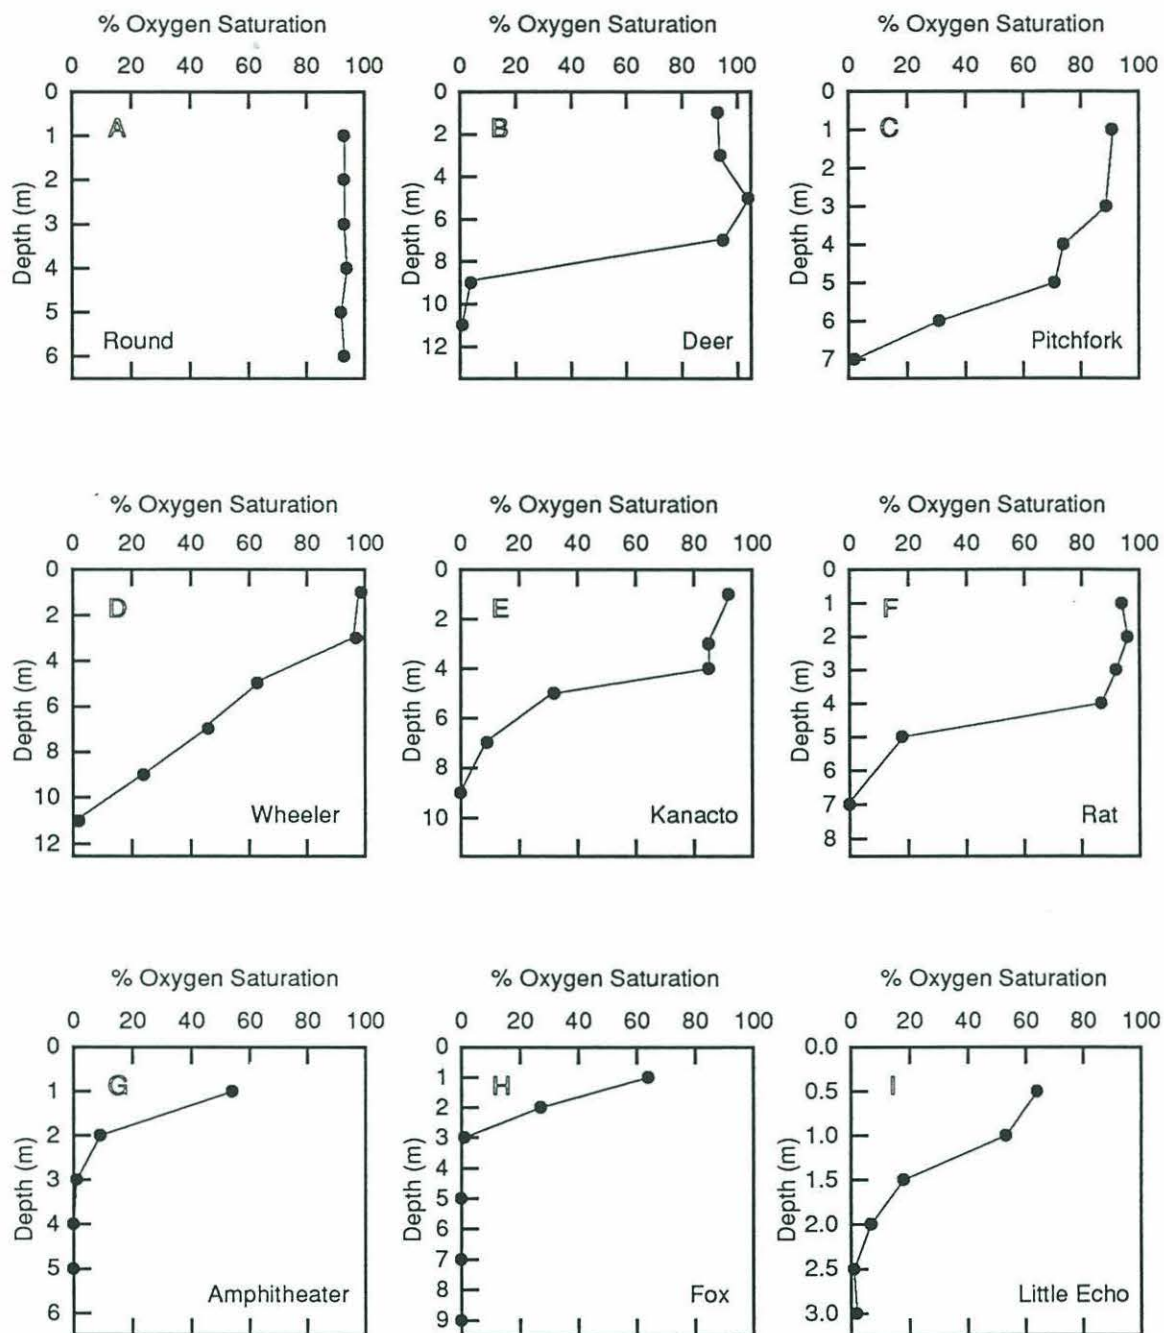 % Oxygen Saturation % Oxygen Saturation % Oxygen Saturation
0 20 40 60 80 100 0 20 40 60 80 100 0 20 40 60 80 100
Depth (m) 0 1 2 3 4 5 6
A
Round
Depth (m) 0 2 4 6 8 10 12
B
Deer
Depth (m) 0 1 2 3 4 5 6 7
C
Pitchfork
% Oxygen Saturation % Oxygen Saturation % Oxygen Saturation
0 20 40 60 80 100 0 20 40 60 80 100 0 20 40 60 80 100
Depth (m) 0 2 4 6 8 10 12
D
Wheeler
Depth (m) 0 2 4 6 8 10
E
Kanacto
Depth (m) 0 1 2 3 4 5 6 7 8
F
Rat
% Oxygen Saturation % Oxygen Saturation % Oxygen Saturation
0 20 40 60 80 100 0 20 40 60 80 100 0 20 40 60 80 100
Depth (m) 0 1 2 3 4 5 6
G
Amphitheater
Depth (m) 0 1 2 3 4 5 6 7 8 9
H
Fox
Depth (m) 0.0 0.5 1.0 1.5 2.0 2.5 3.0
I
Little Echo